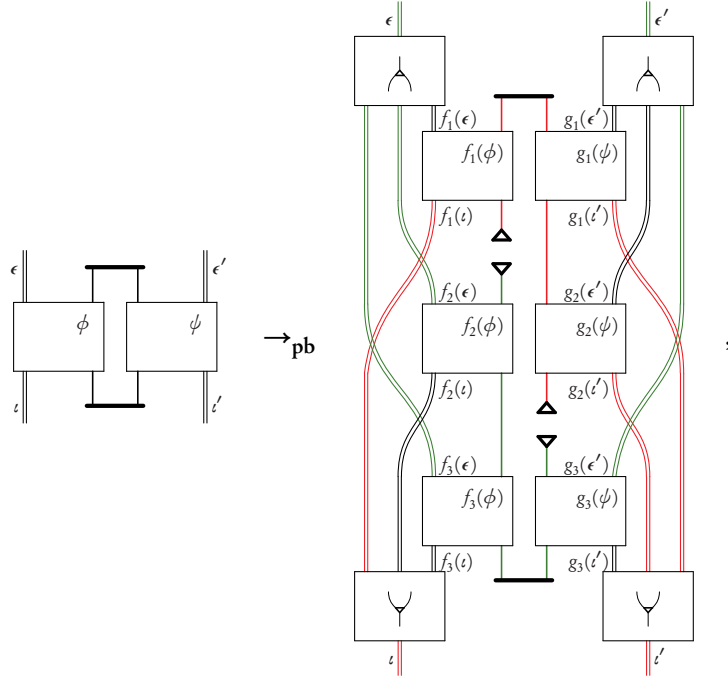 ϵ ϵ′
f₁(ϵ) g₁(ϵ′)
f₁(ϕ) g₁(ψ)
f₁(ι) g₁(ι′)
ϵ ϵ′
f₂(ϵ) g₂(ϵ′)
ϕ ψ →pb f₂(ϕ) g₂(ψ) ,
f₂(ι) g₂(ι′)
ι ι′
f₃(ϵ) g₃(ϵ′)
f₃(ϕ) g₃(ψ)
f₃(ι) g₃(ι′)
ι ι′